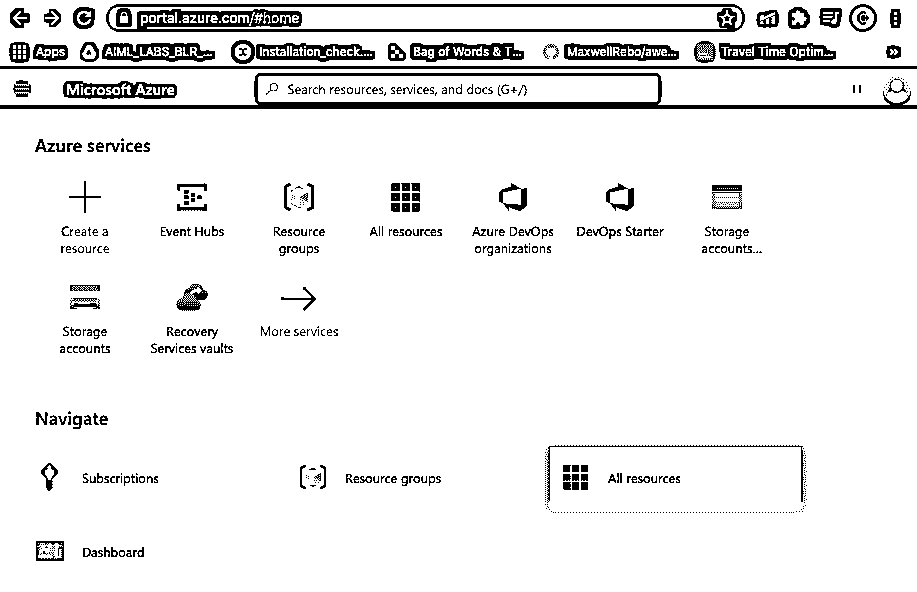 portal.azure.com/#home
Apps AIML_LABS_BLR_... Installation_check.... Bag of Words & T... MaxwellRebo/awe... Travel Time Optim... »
Microsoft Azure Search resources, services, and docs (G+/)
Azure services
Create a resource
Event Hubs
Resource groups
All resources
Azure DevOps organizations
DevOps Starter
Storage accounts...
Storage accounts
Recovery Services vaults
More services
Navigate
Subscriptions Resource groups All resources
Dashboard